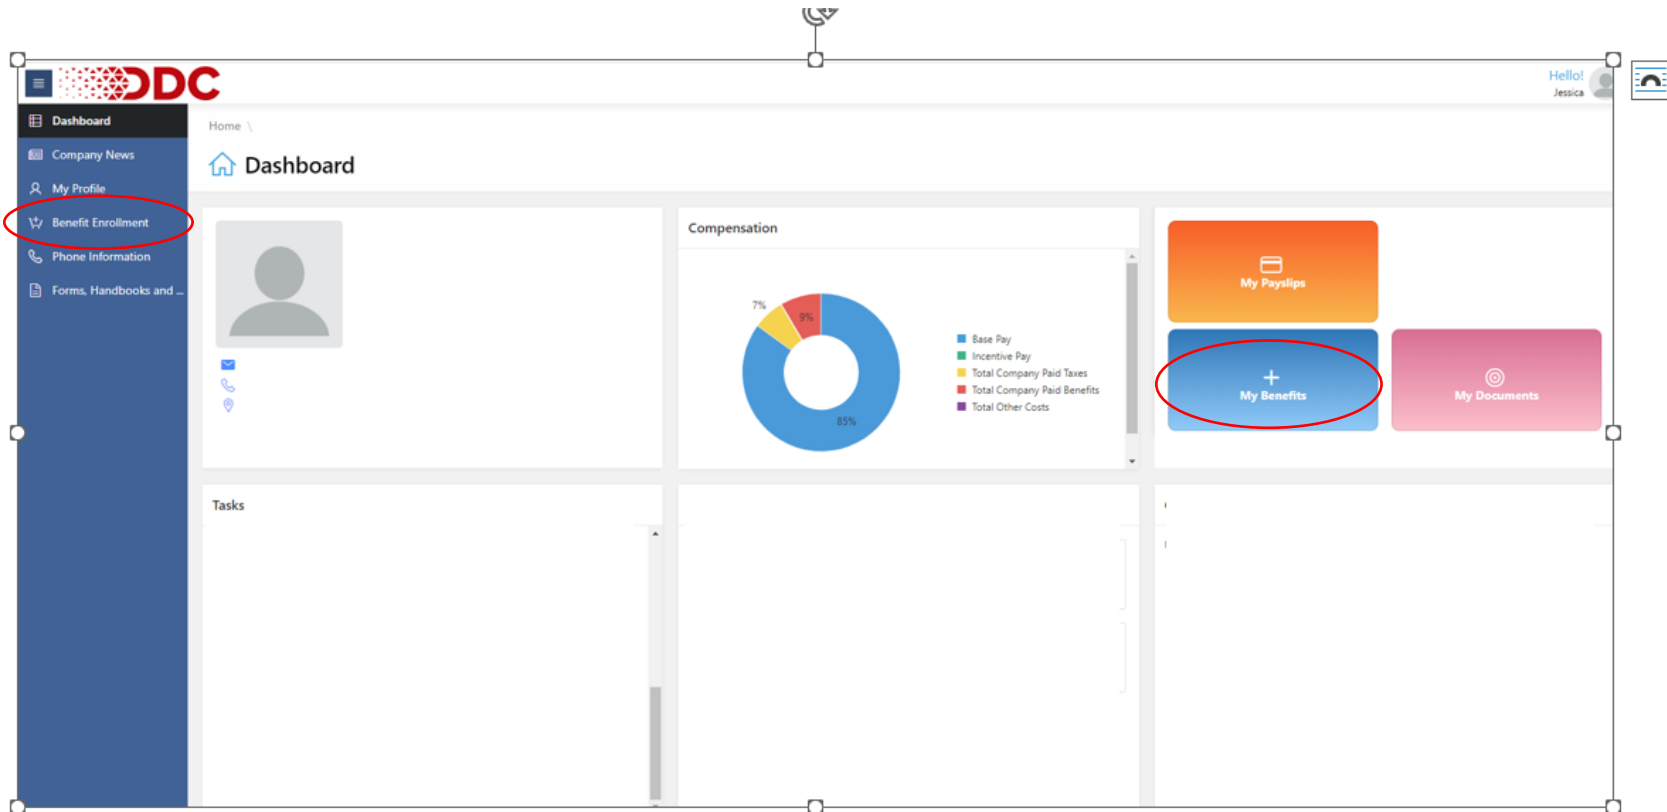 DDC
Hello!
Jessica
Dashboard
Company News
My Profile
Benefit Enrollment
Phone Information
Forms, Handbooks and ...
Home \
Dashboard
Compensation
7%
9%
85%
Base Pay
Incentive Pay
Total Company Paid Taxes
Total Company Paid Benefits
Total Other Costs
My Payslips
My Benefits
My Documents
Tasks